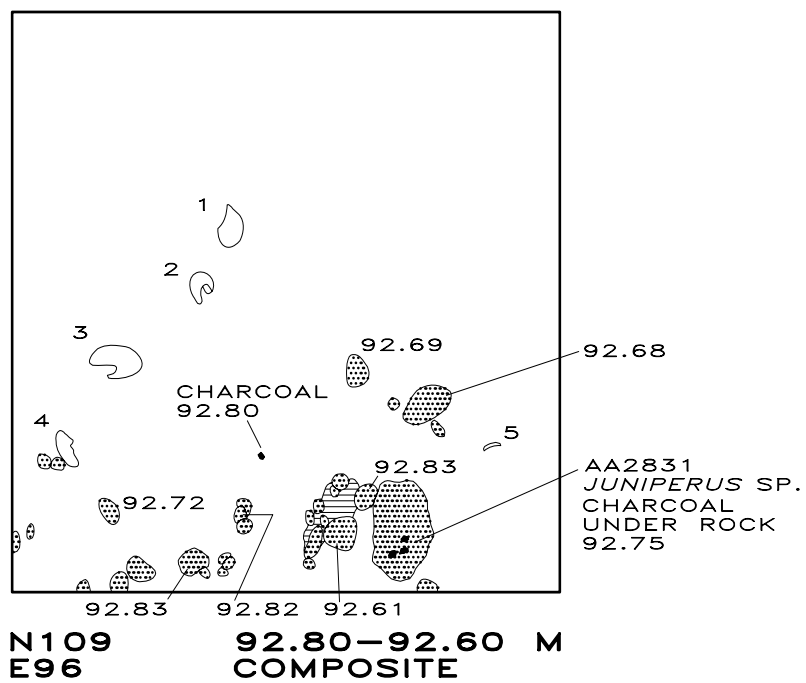 1
2
3
92.69
92.68
CHARCOAL
92.80
4
5
92.83
AA2831
JUNIPERUS SP.
CHARCOAL
UNDER ROCK
92.75
92.72
92.83
92.82
92.61
N109
92.80–92.60 M
E96
COMPOSITE